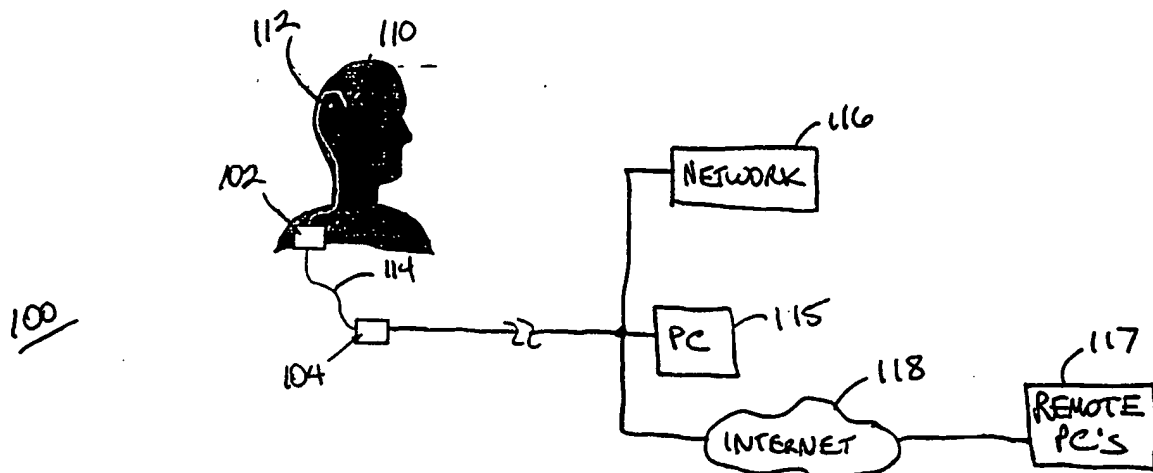 112
110
116
NETWORK
102
114
100
PC
115
104
118
117
INTERNET
REMOTE
PC'S